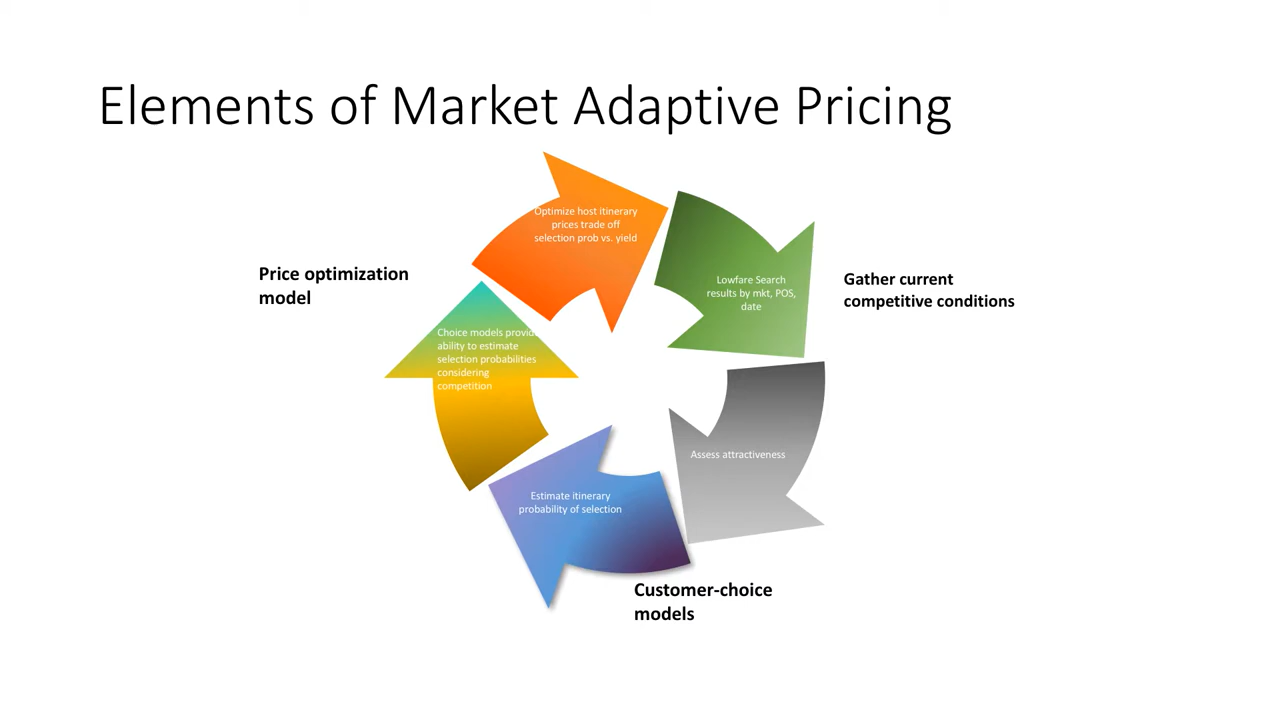 Elements of Market Adaptive Pricing
Optimize host itinerary
prices trade off
selection prob vs. yield
Lowfare Search
results by mkt, POS,
date
Gather current
competitive conditions
Assess attractiveness
Customer-choice
models
Estimate itinerary
probability of selection
Choice models provide
ability to estimate
selection probabilities
considering
competition
Price optimization
model